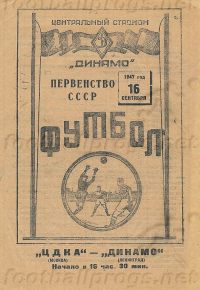 ЦЕНТРАЛЬНЫЙ СТАДИОН
Д
„ДИНАМО“
ПЕРВЕНСТВО
СССР
1947 год
16
СЕНТЯБРЯ
ФУТБОЛ
„ЦДКА“ — „ДИНАМО“
(МОСКВА) (ЛЕНИНГРАД)
Начало в 16 час. 30 мин.